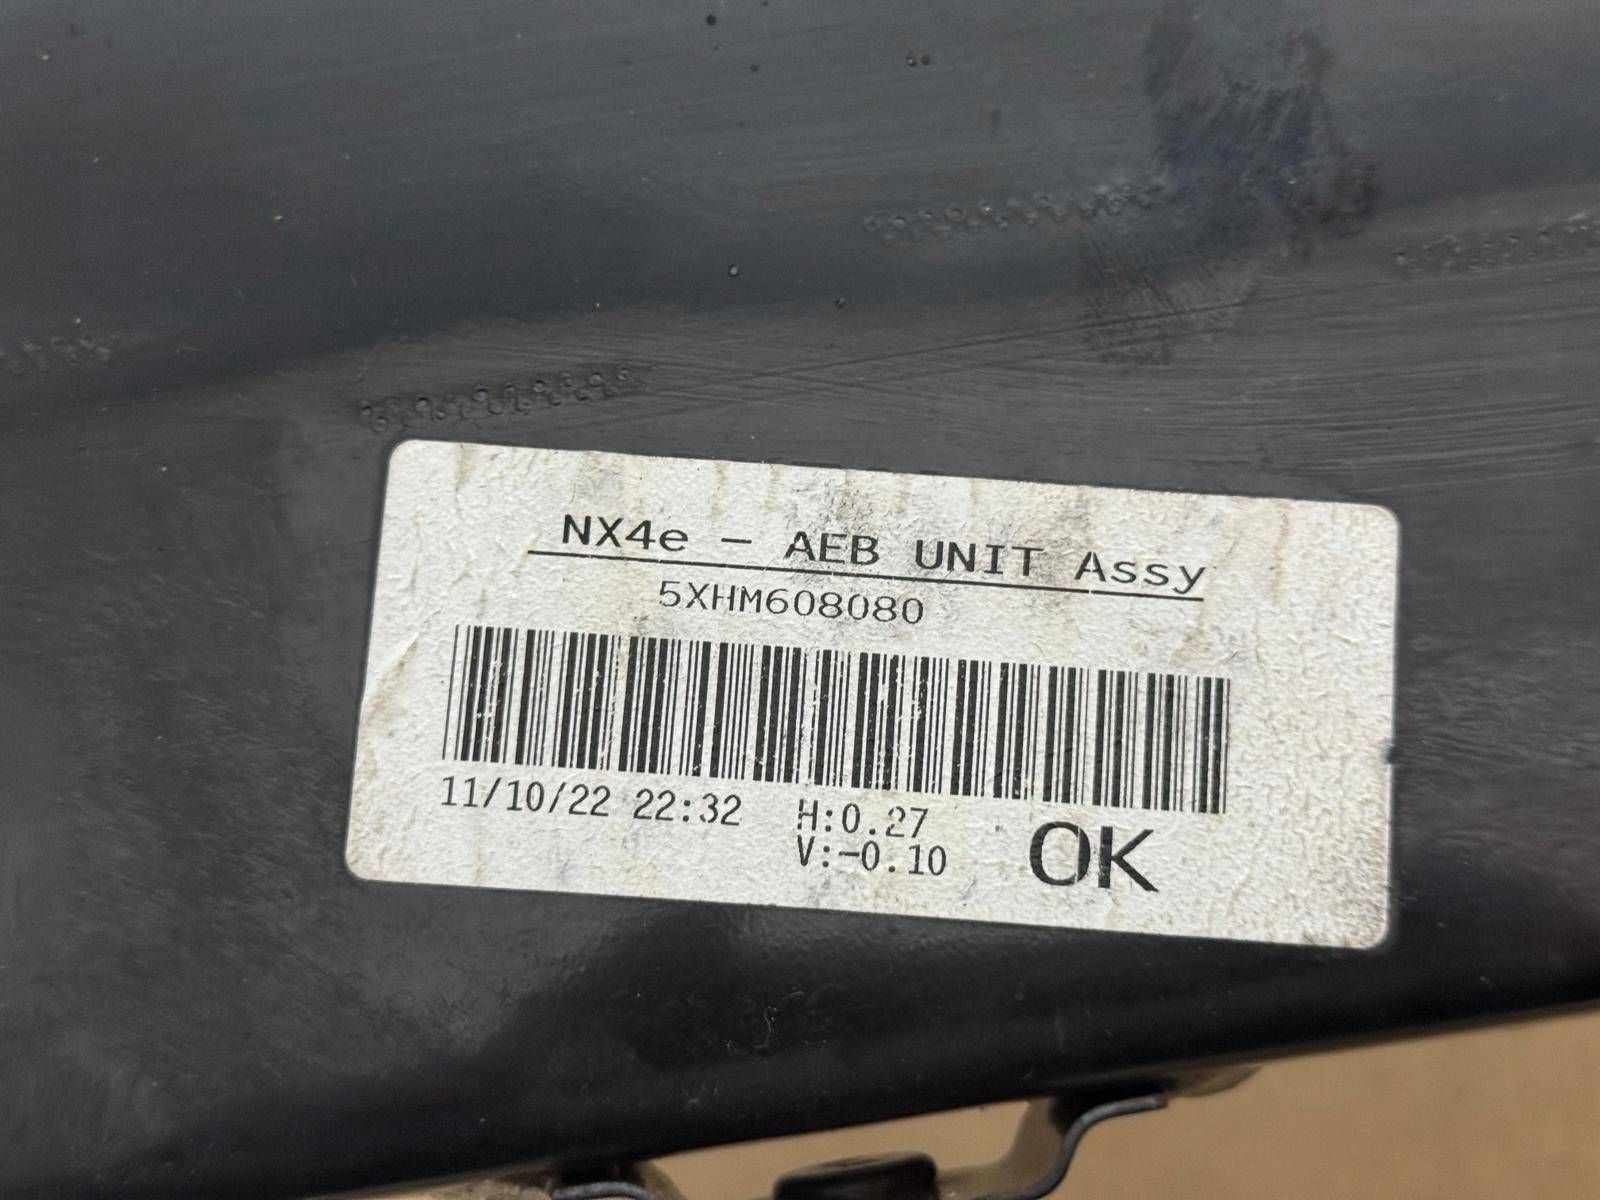 NX4e - AEB UNIT Assy
5XHM608080
11/10/22 22:32 H:0.27
V:-0.10
OK